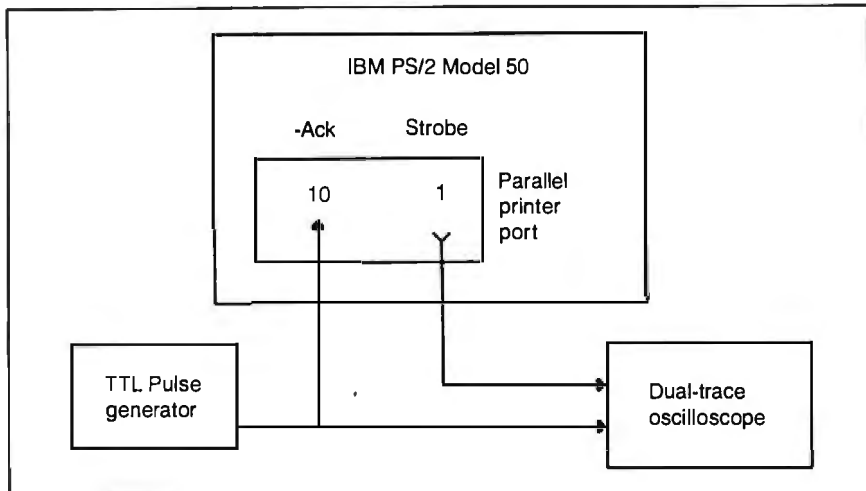 IBM PS/2 Model 50
-Ack Strobe
10 1
Parallel
printer
port
TTL Pulse
generator
Dual-trace
oscilloscope